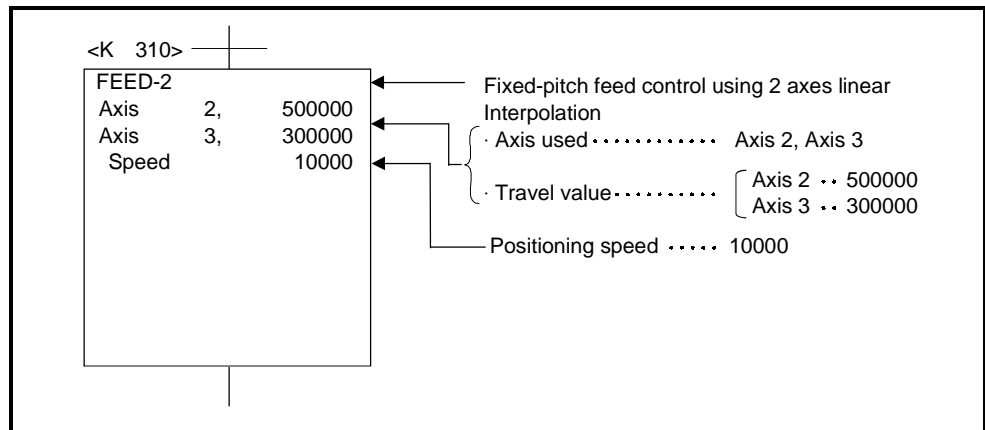 <K 310>
FEED-2
Axis 2, 500000
Axis 3, 300000
Speed 10000
Fixed-pitch feed control using 2 axes linear
Interpolation
· Axis used ············ Axis 2, Axis 3
· Travel value ·········· Axis 2 ·· 500000
Axis 3 ·· 300000
Positioning speed ····· 10000